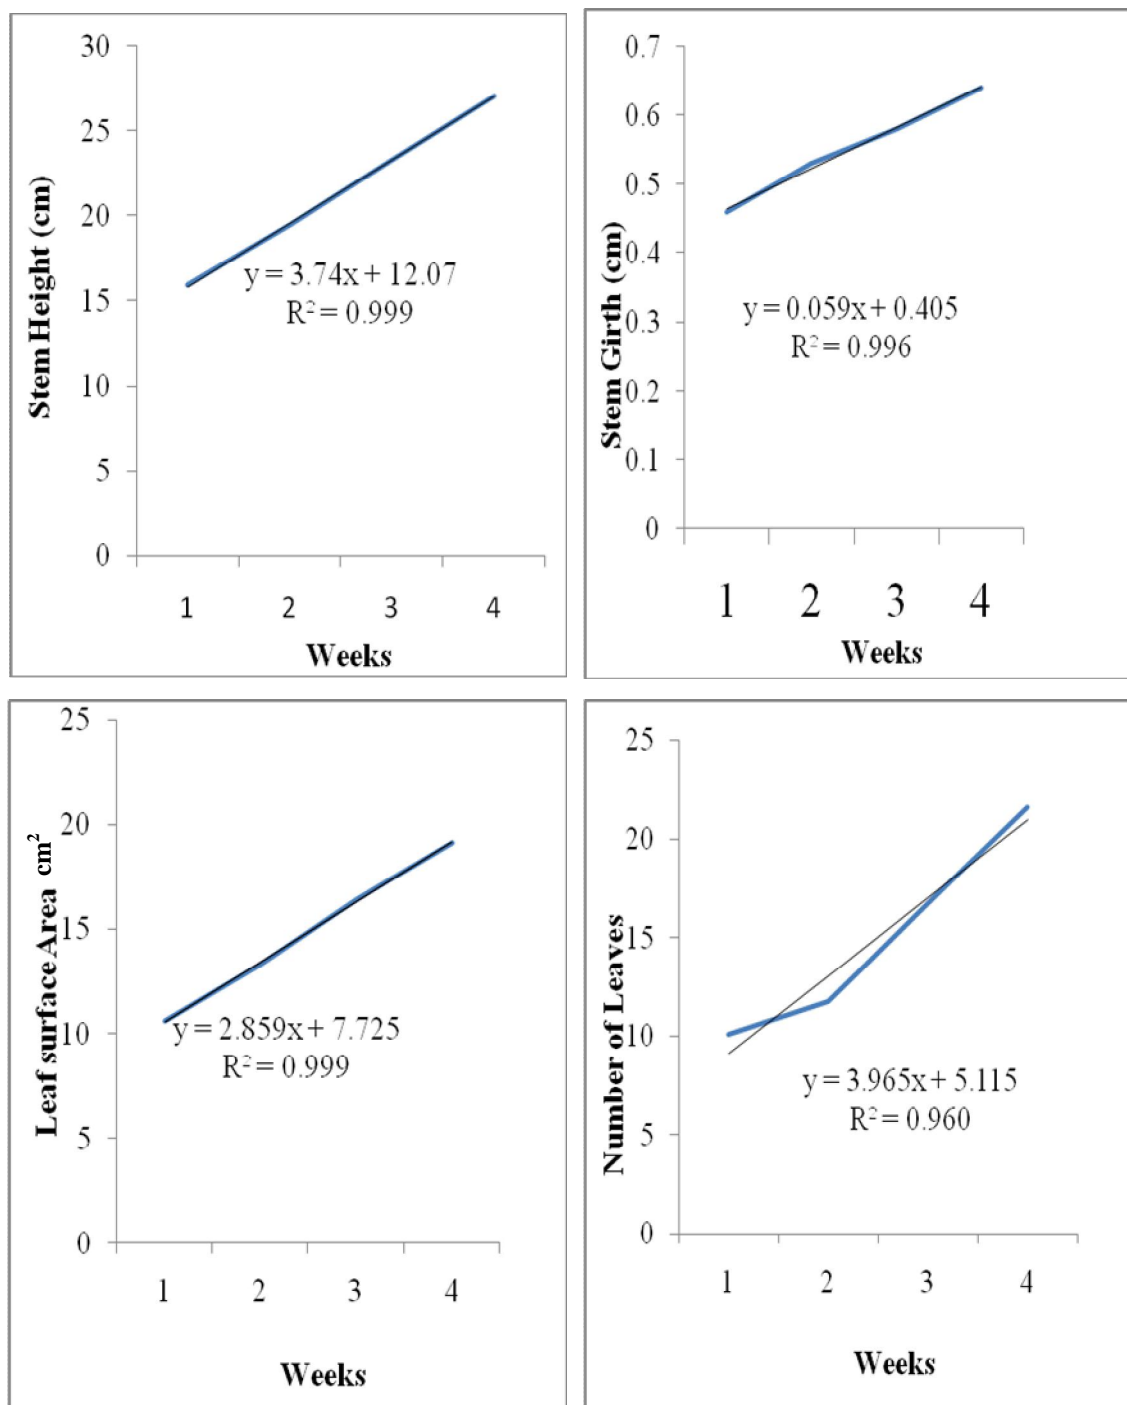 30
25
20
15
10
5
0
Stem Height (cm)
y = 3.74x + 12.07
R² = 0.999
1 2 3 4
Weeks
0.7
0.6
0.5
0.4
0.3
0.2
0.1
0
Stem Girth (cm)
y = 0.059x + 0.405
R² = 0.996
1 2 3 4
Weeks
25
20
15
10
5
0
Leaf surface Area cm²
y = 2.859x + 7.725
R² = 0.999
1 2 3 4
Weeks
25
20
15
10
5
0
Number of Leaves
y = 3.965x + 5.115
R² = 0.960
1 2 3 4
Weeks